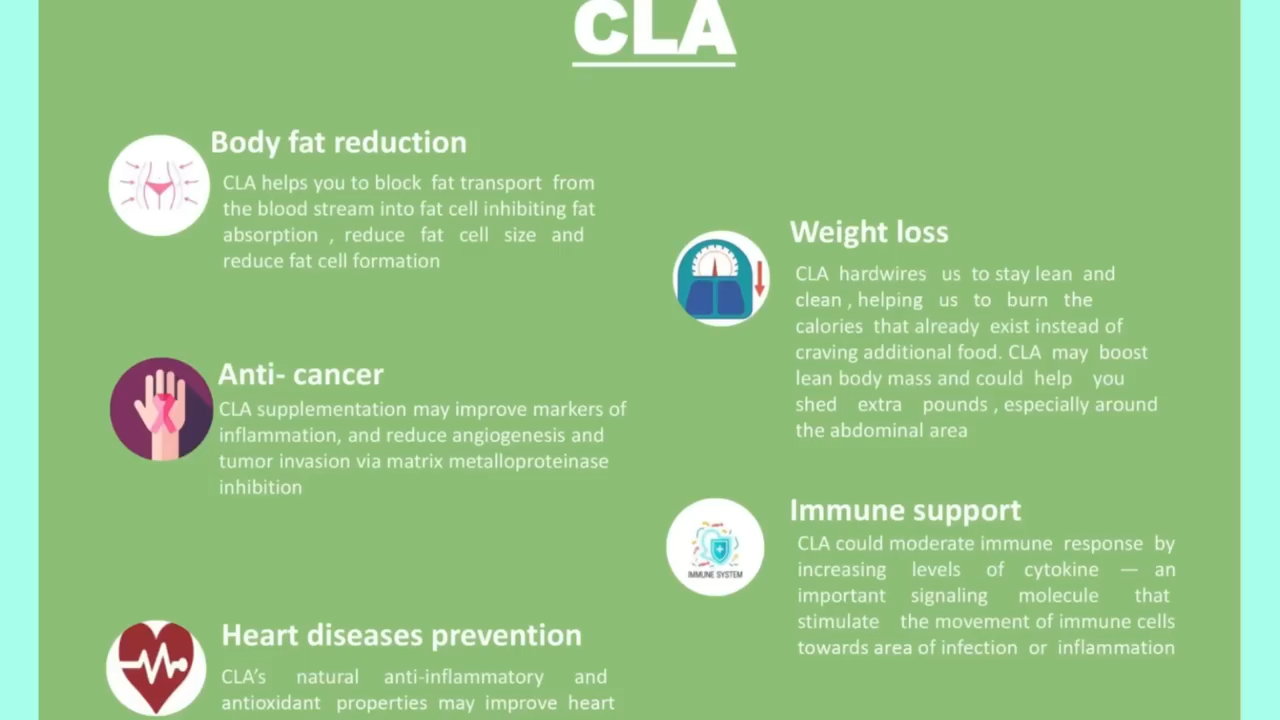 CLA
Body fat reduction
CLA helps you to block fat transport from
the blood stream into fat cell inhibiting fat
absorption , reduce fat cell size and
reduce fat cell formation
Anti- cancer
CLA supplementation may improve markers of
inflammation, and reduce angiogenesis and
tumor invasion via matrix metalloproteinase
inhibition
Heart diseases prevention
CLA’s natural anti-inflammatory and
antioxidant properties may improve heart
Weight loss
CLA hardwires us to stay lean and
clean , helping us to burn the
calories that already exist instead of
craving additional food. CLA may boost
lean body mass and could help you
shed extra pounds , especially around
the abdominal area
Immune support
CLA could moderate immune response by
increasing levels of cytokine — an
important signaling molecule that
stimulate the movement of immune cells
towards area of infection or inflammation
IMMUNE SYSTEM